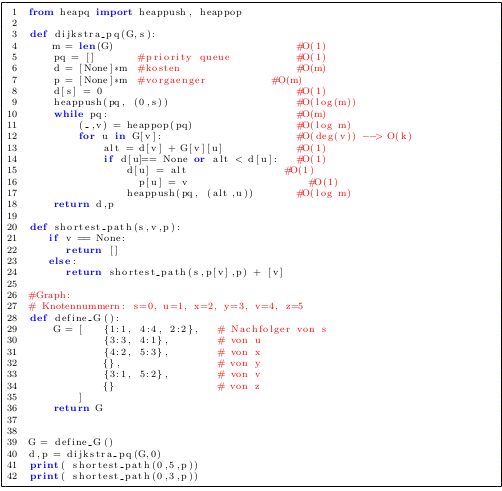 1 from heapq import heappush, heappop
2
3 def dijkstra_pq(G,s):
4 m = len(G) #O(1)
5 pq = [] #priority queue #O(1)
6 d = [None]*m #kosten #O(m)
7 p = [None]*m #vorgaenger #O(m)
8 d[s] = 0 #O(1)
9 heappush(pq, (0,s)) #O(log(m))
10 while pq: #O(m)
11 (_,v) = heappop(pq) #O(log m)
12 for u in G[v]: #O(deg(v)) --> O(k)
13 alt = d[v] + G[v][u] #O(1)
14 if d[u]== None or alt < d[u]: #O(1)
15 d[u] = alt #O(1)
16 p[u] = v #O(1)
17 heappush(pq, (alt,u)) #O(log m)
18 return d,p
19
20 def shortest_path(s,v,p):
21 if v == None:
22 return []
23 else:
24 return shortest_path(s,p[v],p) + [v]
25
26 #Graph:
27 # Knotennummern: s=0, u=1, x=2, y=3, v=4, z=5
28 def define_G():
29 G = [ {1:1, 4:4, 2:2}, # Nachfolger von s
30 {3:3, 4:1}, # von u
31 {4:2, 5:3}, # von x
32 {}, # von y
33 {3:1, 5:2}, # von v
34 {} # von z
35 ]
36 return G
37
38
39 G = define_G()
40 d,p = dijkstra_pq(G,0)
41 print( shortest_path(0,5,p))
42 print( shortest_path(0,3,p))